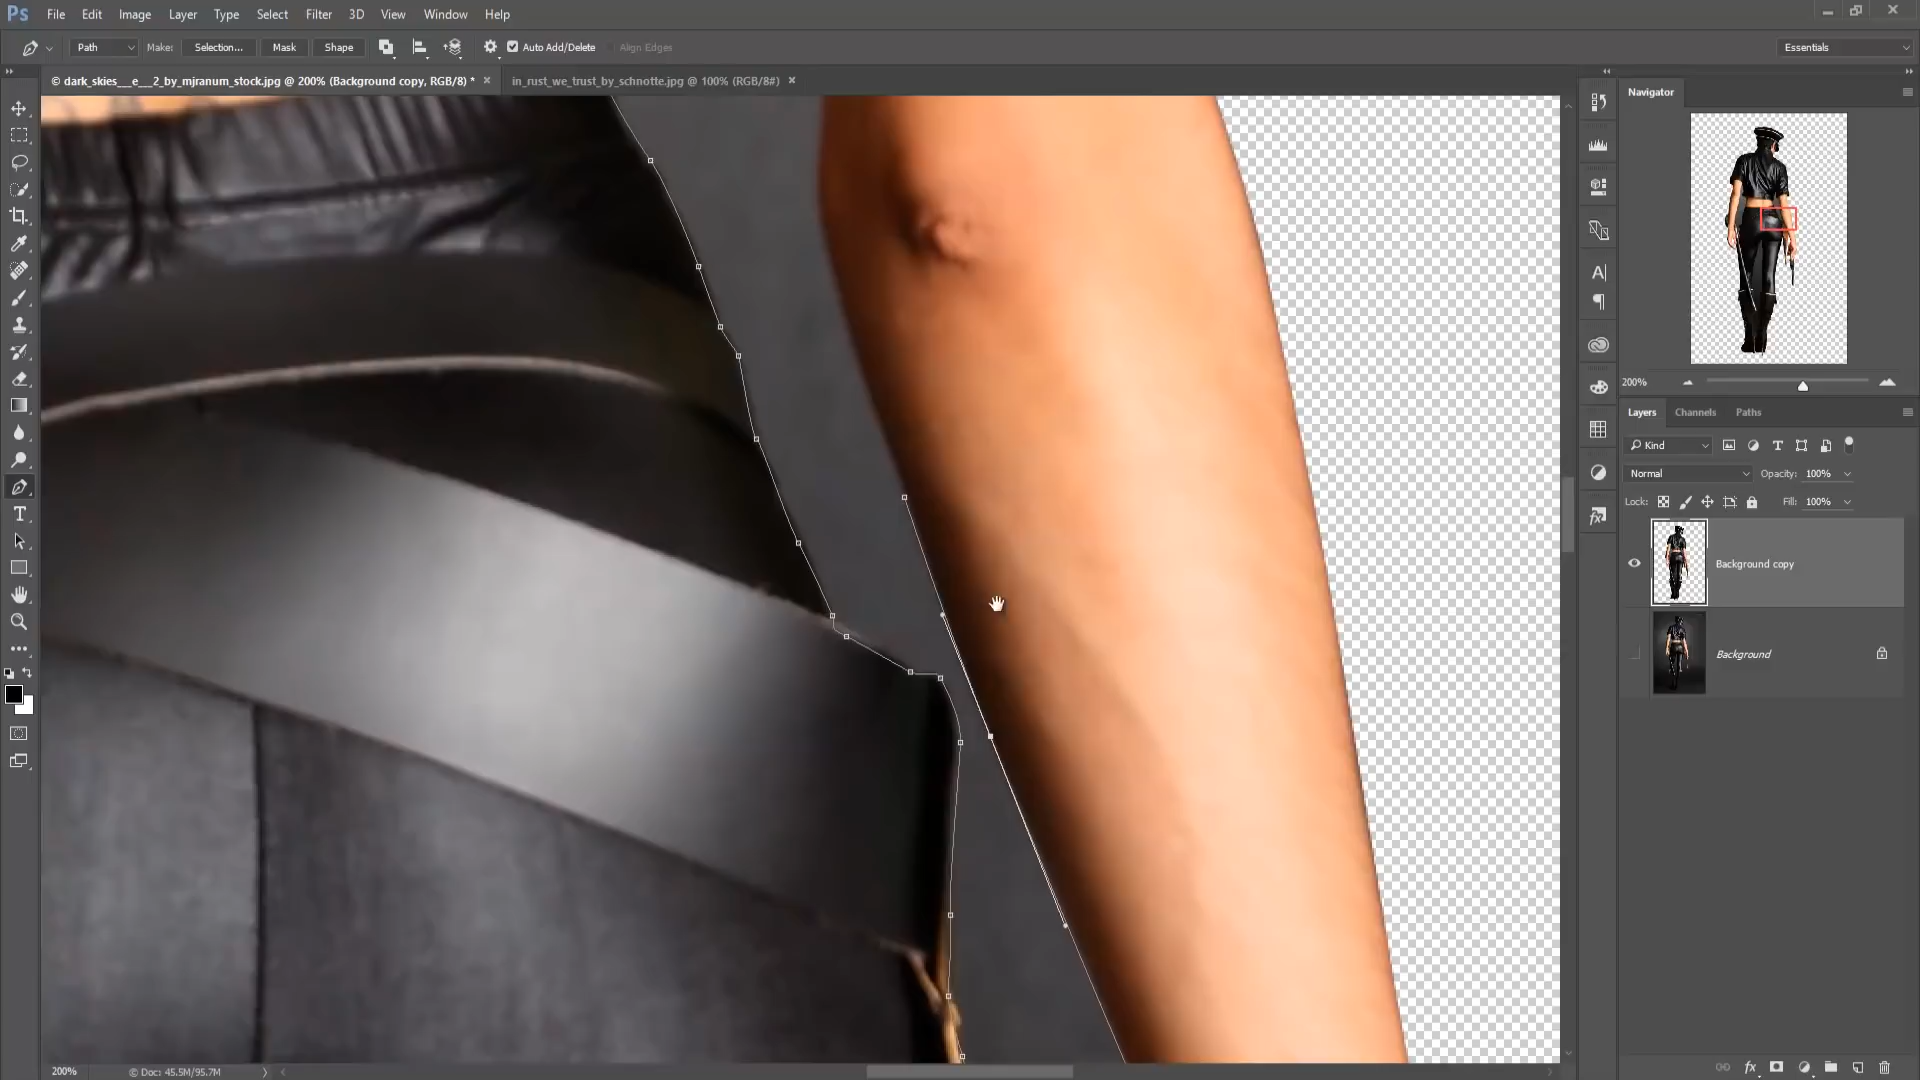 Ps File Edit Image Layer Type Select Filter 3D View Window Help
Path Make: Selection... Mask Shape Auto Add/Delete Align Edges Essentials
© dark_skies___e___2_by_mjranum_stock.jpg @ 200% (Background copy, RGB/8) * × in_rust_we_trust_by_schnotte.jpg @ 100% (RGB/8#) ×
Navigator
200%
Layers Channels Paths
Kind
Normal Opacity: 100%
Lock: Fill: 100%
Background copy
Background
200% © Doc: 45.5M/95.7M